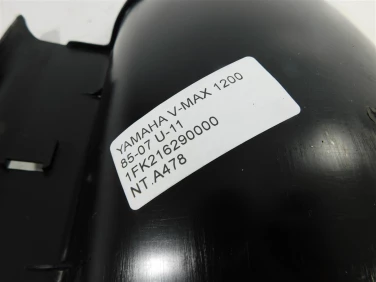 YAMAHA V-MAX 1200
85-07 U-11
1FK216290000
NT.A478